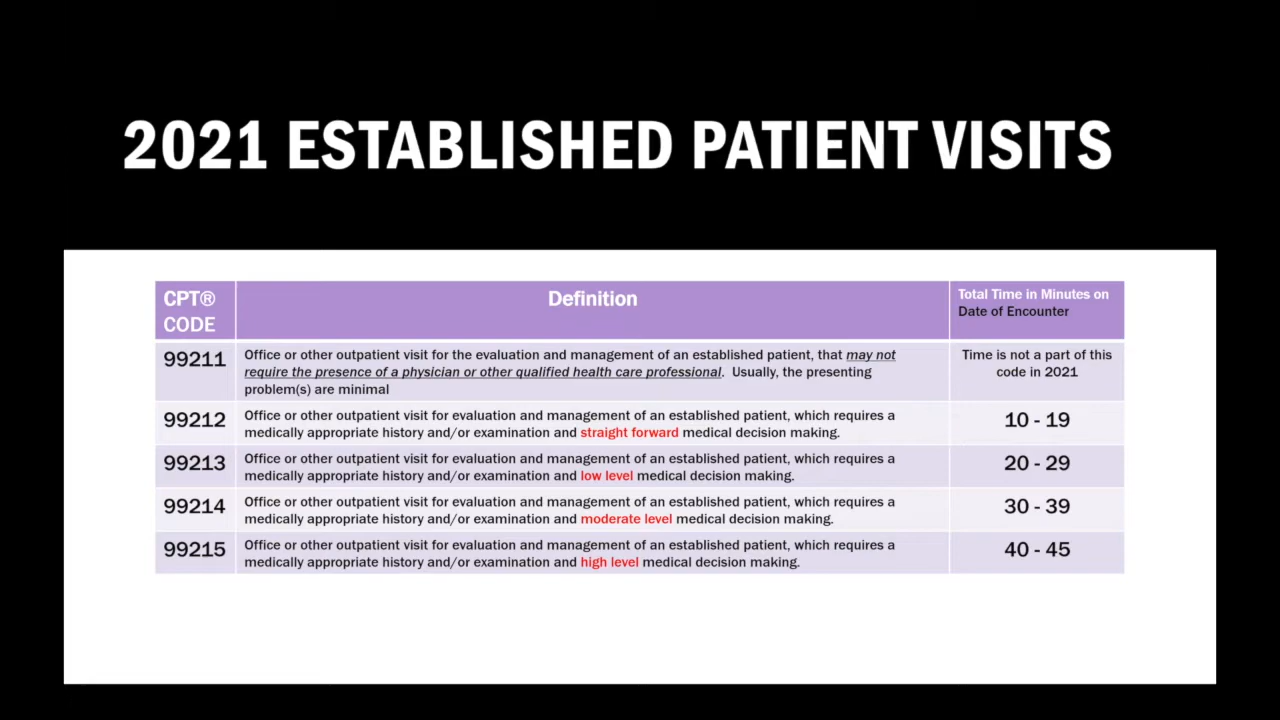 2021 ESTABLISHED PATIENT VISITS
CPT®
CODE
Definition
Total Time in Minutes on
Date of Encounter
99211
Office or other outpatient visit for the evaluation and management of an established patient, that may not
require the presence of a physician or other qualified health care professional. Usually, the presenting
problem(s) are minimal
Time is not a part of this
code in 2021
99212
Office or other outpatient visit for evaluation and management of an established patient, which requires a
medically appropriate history and/or examination and straight forward medical decision making.
10 - 19
99213
Office or other outpatient visit for evaluation and management of an established patient, which requires a
medically appropriate history and/or examination and low level medical decision making.
20 - 29
99214
Office or other outpatient visit for evaluation and management of an established patient, which requires a
medically appropriate history and/or examination and moderate level medical decision making.
30 - 39
99215
Office or other outpatient visit for evaluation and management of an established patient, which requires a
medically appropriate history and/or examination and high level medical decision making.
40 - 45